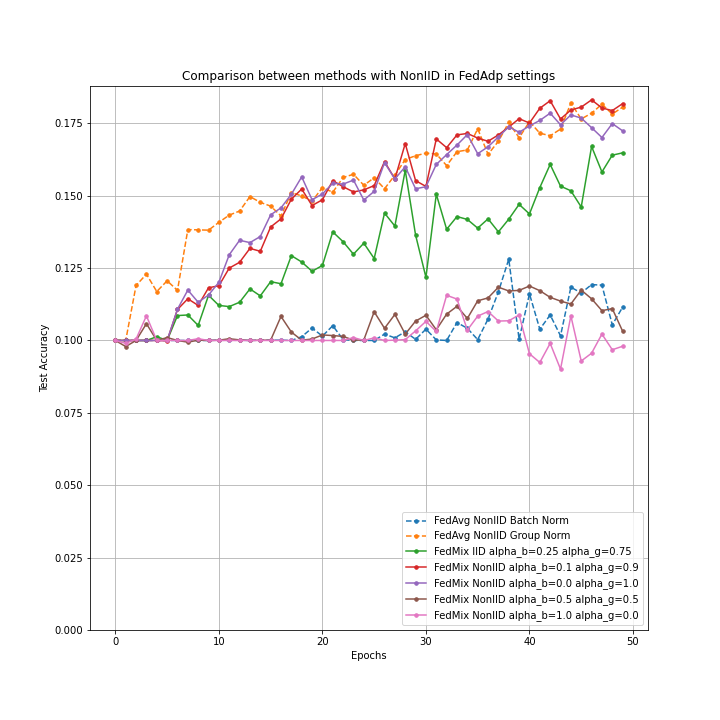 Comparison between methods with NonIID in FedAdp settings
0.175
0.150
0.125
0.100
0.075
0.050
0.025
0.000
Test Accuracy
FedAvg NonIID Batch Norm
FedAvg NonIID Group Norm
FedMix IID alpha_b=0.25 alpha_g=0.75
FedMix NonIID alpha_b=0.1 alpha_g=0.9
FedMix NonIID alpha_b=0.0 alpha_g=1.0
FedMix NonIID alpha_b=0.5 alpha_g=0.5
FedMix NonIID alpha_b=1.0 alpha_g=0.0
0 10 20 30 40 50
Epochs